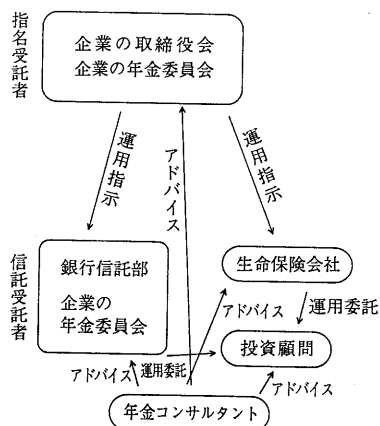 指名受託者
企業の取締役会
企業の年金委員会
運用指示
アドバイス
運用指示
信託受託者
銀行信託部
企業の
年金委員会
生命保険会社
アドバイス
運用委託
投資顧問
アドバイス
運用委託
アドバイス
年金コンサルタント